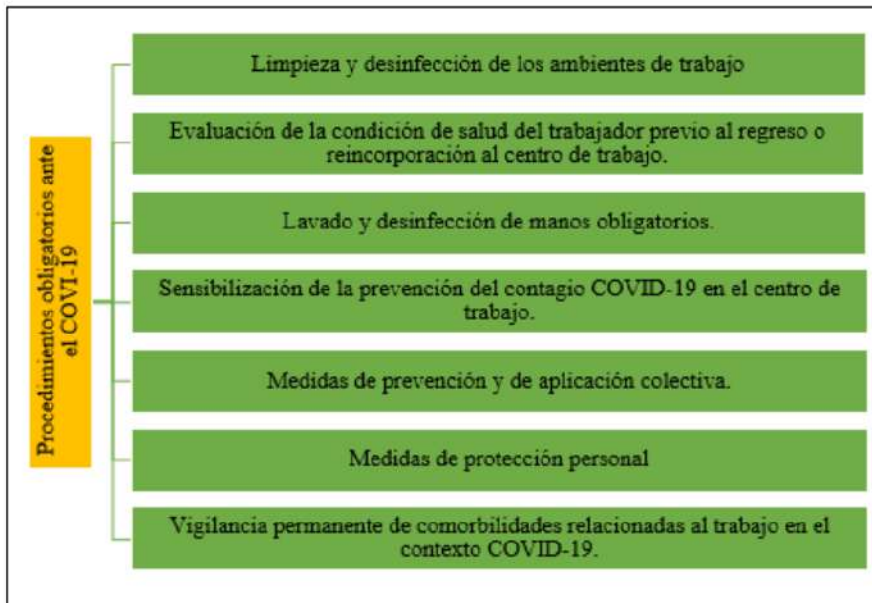 Procedimientos obligatorios ante
el COVI-19
Limpieza y desinfección de los ambientes de trabajo
Evaluación de la condición de salud del trabajador previo al regreso o
reincorporación al centro de trabajo.
Lavado y desinfección de manos obligatorios.
Sensibilización de la prevención del contagio COVID-19 en el centro de
trabajo.
Medidas de prevención y de aplicación colectiva.
Medidas de protección personal
Vigilancia permanente de comorbilidades relacionadas al trabajo en el
contexto COVID-19.